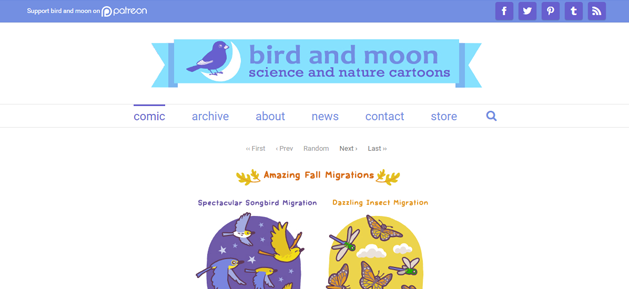 Support bird and moon on patreon
bird and moon
science and nature cartoons
comic archive about news contact store
‹‹ First ‹ Prev Random Next › Last ››
Amazing Fall Migrations
Spectacular Songbird Migration Dazzling Insect Migration